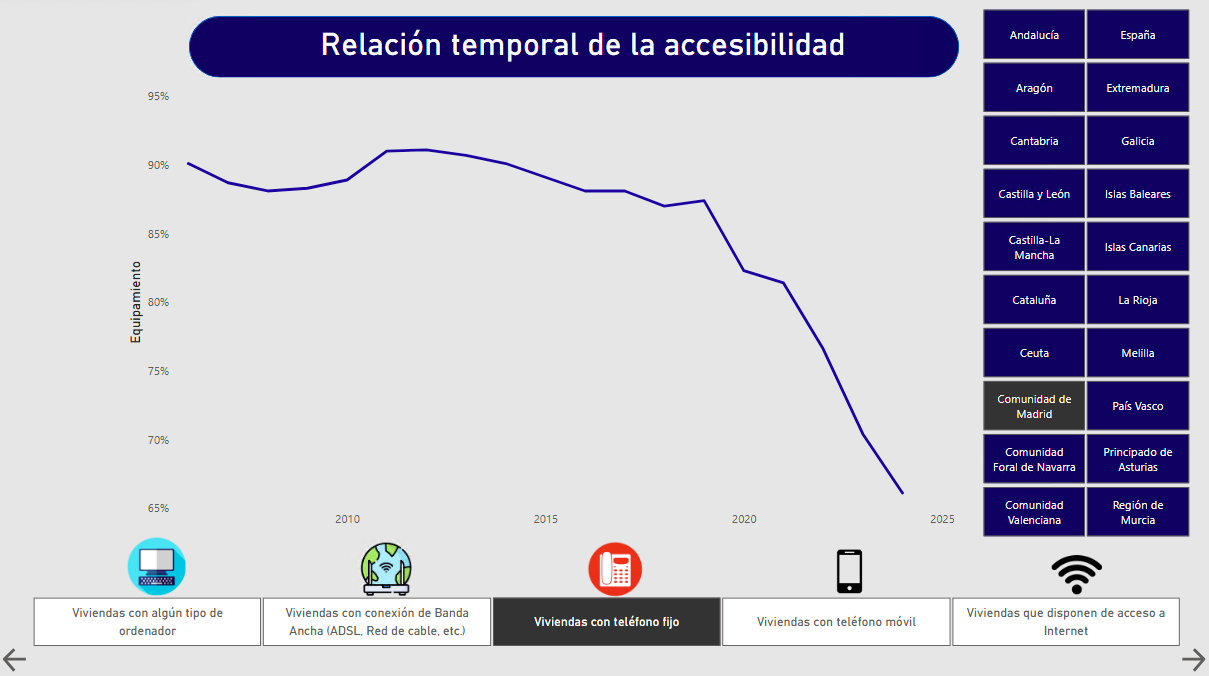 Relación temporal de la accesibilidad
95%
90%
85%
80%
75%
70%
65%
Equipamiento
2010
2015
2020
2025
Andalucía
España
Aragón
Extremadura
Cantabria
Galicia
Castilla y León
Islas Baleares
Castilla-La
Mancha
Islas Canarias
Cataluña
La Rioja
Ceuta
Melilla
Comunidad de
Madrid
País Vasco
Comunidad
Foral de Navarra
Principado de
Asturias
Comunidad
Valenciana
Región de
Murcia
Viviendas con algún tipo de
ordenador
Viviendas con conexión de Banda
Ancha (ADSL, Red de cable, etc.)
Viviendas con teléfono fijo
Viviendas con teléfono móvil
Viviendas que disponen de acceso a
Internet